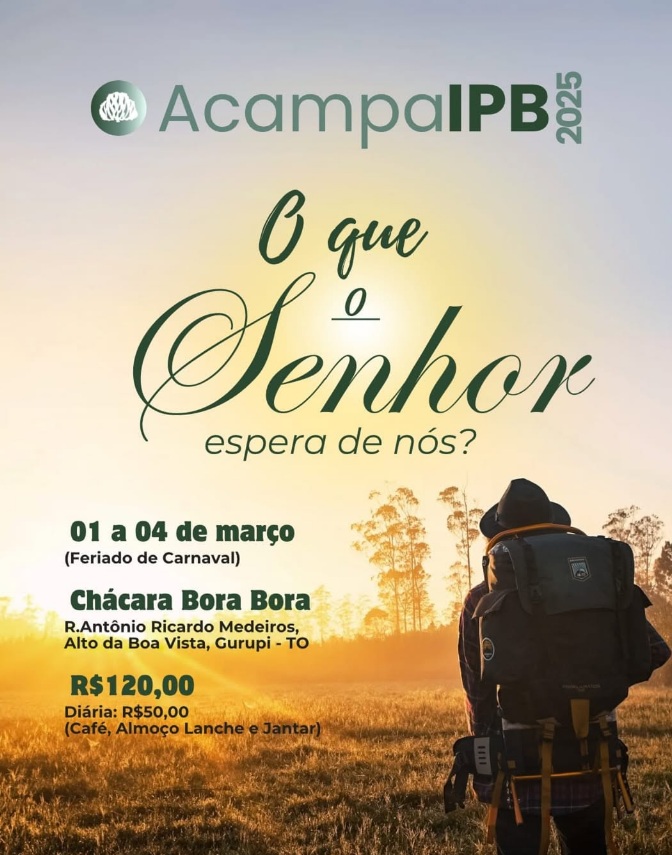 AcampaIPB 2025
O que
o
Senhor
espera de nós?
01 a 04 de março
(Feriado de Carnaval)
Chácara Bora Bora
R.Antônio Ricardo Medeiros,
Alto da Boa Vista, Gurupi - TO
R$120,00
Diária: R$50,00
(Café, Almoço Lanche e Jantar)